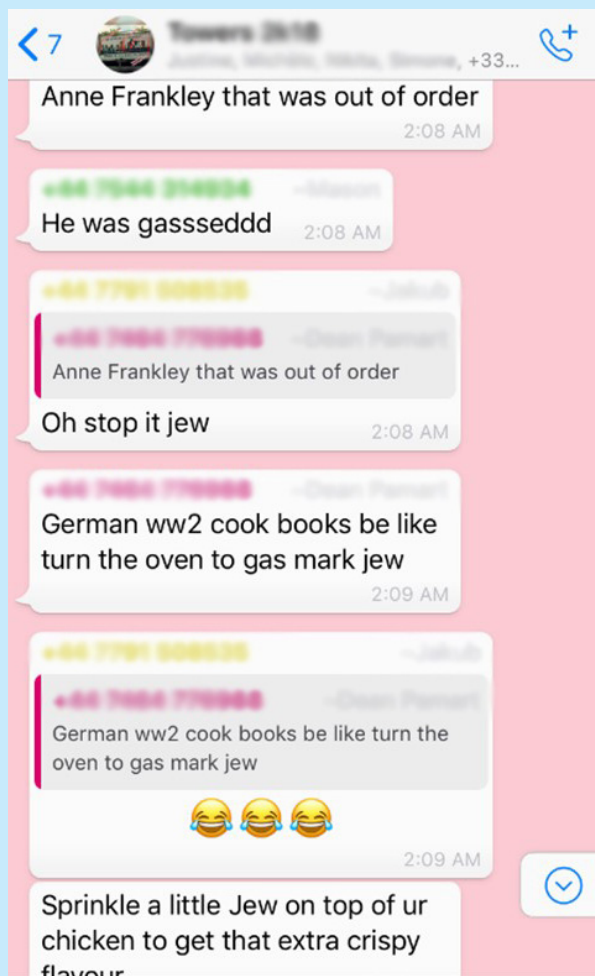 7
+33...
Anne Frankley that was out of order
2:08 AM
He was gassseddd
2:08 AM
Anne Frankley that was out of order
Oh stop it jew
2:08 AM
German ww2 cook books be like
turn the oven to gas mark jew
2:09 AM
German ww2 cook books be like turn the
oven to gas mark jew
😂😂😂
2:09 AM
Sprinkle a little Jew on top of ur
chicken to get that extra crispy
flavour